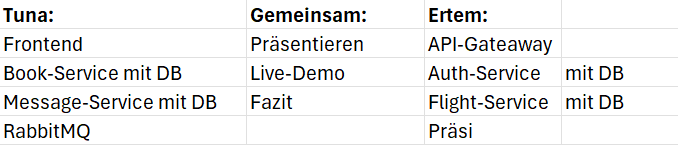 Tuna: Gemeinsam: Ertem:
Frontend Präsentieren API-Gateaway
Book-Service mit DB Live-Demo Auth-Service mit DB
Message-Service mit DB Fazit Flight-Service mit DB
RabbitMQ Präsi